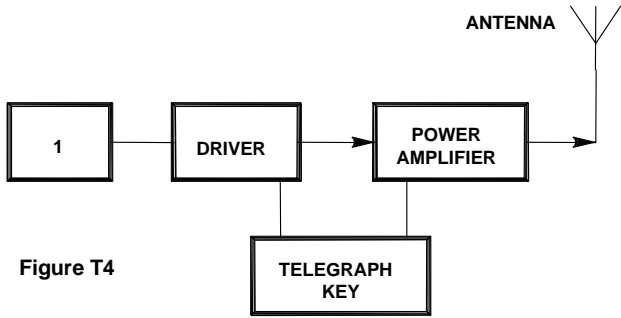 ANTENNA
1
DRIVER
POWER
AMPLIFIER
TELEGRAPH
KEY
Figure T4